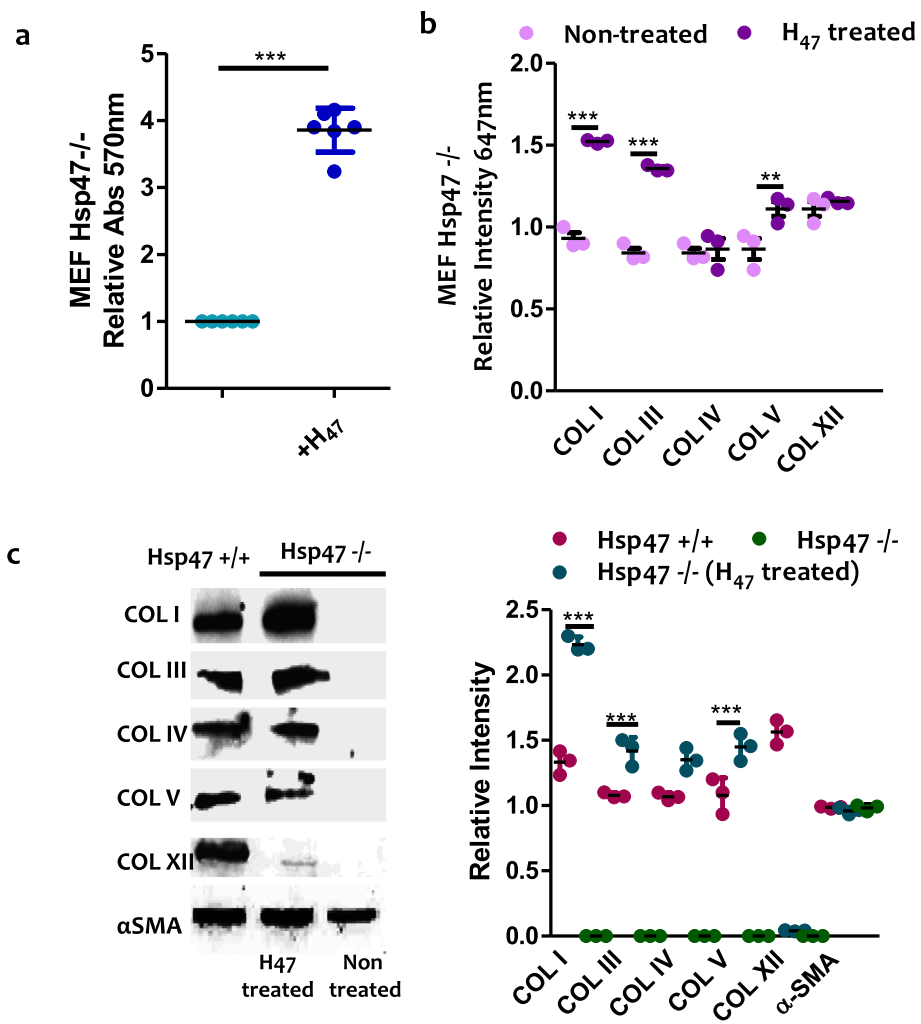 a
MEF Hsp47-/-
Relative Abs 570nm
5
4
3
2
1
0
***
+H47
b
Non-treated
H47 treated
MEF Hsp47 -/-
Relative Intensity 647nm
2.0
1.5
1.0
0.5
0.0
***
***
**
COL I
COL III
COL IV
COL V
COL XII
c
Hsp47 +/+
Hsp47 -/-
COL I
COL III
COL IV
COL V
COL XII
αSMA
H47
treated
Non
treated
Hsp47 +/+
Hsp47 -/-
Hsp47 -/- (H47 treated)
Relative Intensity
2.5
2.0
1.5
1.0
0.5
0.0
***
***
***
COL I
COL III
COL IV
COL V
COL XII
α-SMA